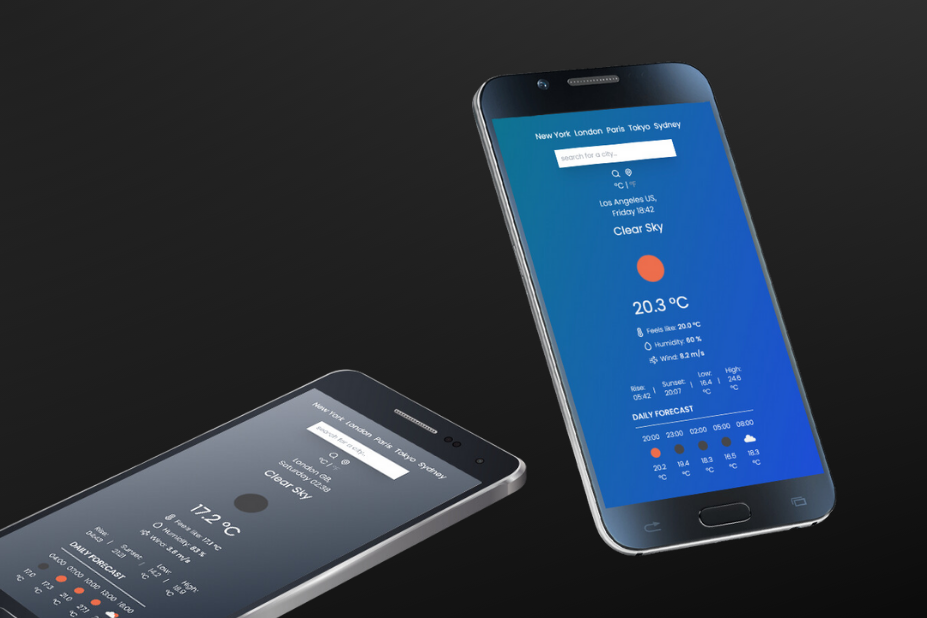 New York London Paris Tokyo Sydney
search for a city...
°C | °F
Los Angeles US,
Friday 18:42
Clear Sky
20.3 °C
Feels like: 20.0 °C
Humidity: 60 %
Wind: 8.2 m/s
Rise: 05:42 | Sunset: 20:07 | Low: 16.4 °C | High: 24.6 °C
DAILY FORECAST
20:00 23:00 02:00 05:00 08:00
20.2 °C 19.4 °C 18.3 °C 16.5 °C 18.3 °C
New York London Paris Tokyo Sydney
search for a city...
°C | °F
London GB,
Saturday 02:38
Clear Sky
17.2 °C
Feels like: 17.3 °C
Humidity: 83 %
Wind: 3.8 m/s
Rise:
Sunset: 21:21
Low: 14.2 °C
High: 18.9 °C
DAILY FORECAST
04:00 07:00 10:00 13:00 16:00
17.0 °C 17.3 °C 21.0 °C 27.1 °C °C